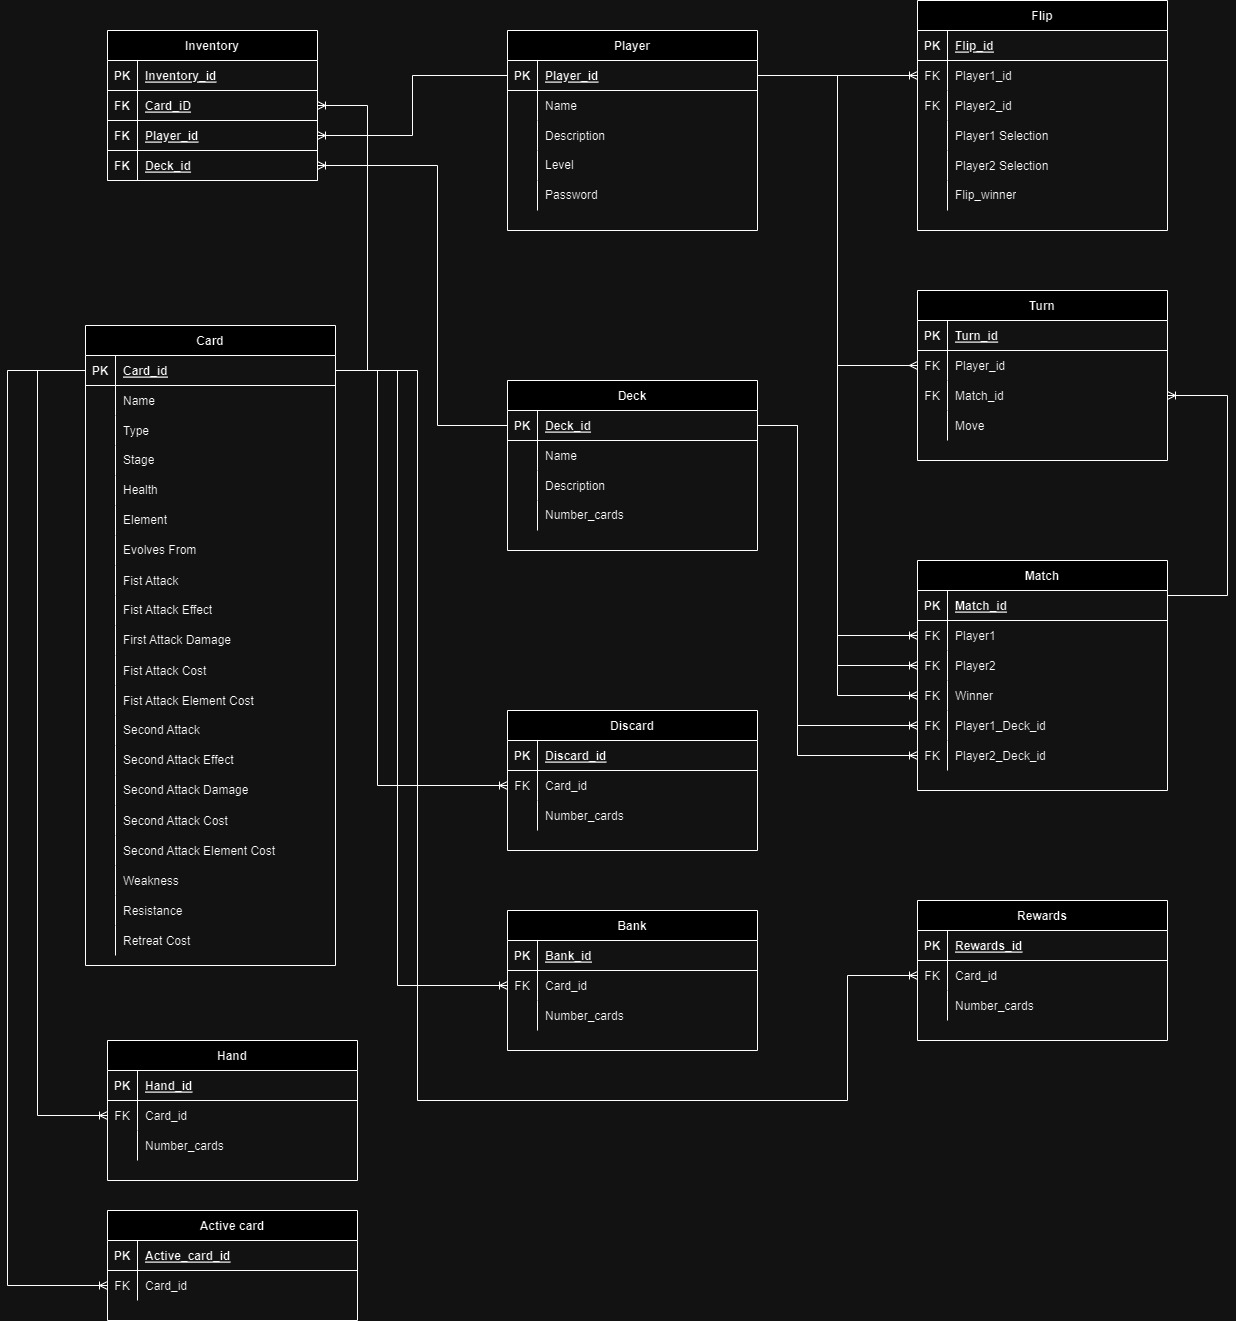 Inventory
PK Inventory_id
FK Card_iD
FK Player_id
FK Deck_id
Player
PK Player_id
Name
Description
Level
Password
Flip
PK Flip_id
FK Player1_id
FK Player2_id
Player1 Selection
Player2 Selection
Flip_winner
Turn
PK Turn_id
FK Player_id
FK Match_id
Move
Card
PK Card_id
Name
Type
Stage
Health
Element
Evolves From
Fist Attack
Fist Attack Effect
First Attack Damage
Fist Attack Cost
Fist Attack Element Cost
Second Attack
Second Attack Effect
Second Attack Damage
Second Attack Cost
Second Attack Element Cost
Weakness
Resistance
Retreat Cost
Deck
PK Deck_id
Name
Description
Number_cards
Match
PK Match_id
FK Player1
FK Player2
FK Winner
FK Player1_Deck_id
FK Player2_Deck_id
Discard
PK Discard_id
FK Card_id
Number_cards
Bank
PK Bank_id
FK Card_id
Number_cards
Rewards
PK Rewards_id
FK Card_id
Number_cards
Hand
PK Hand_id
FK Card_id
Number_cards
Active card
PK Active_card_id
FK Card_id